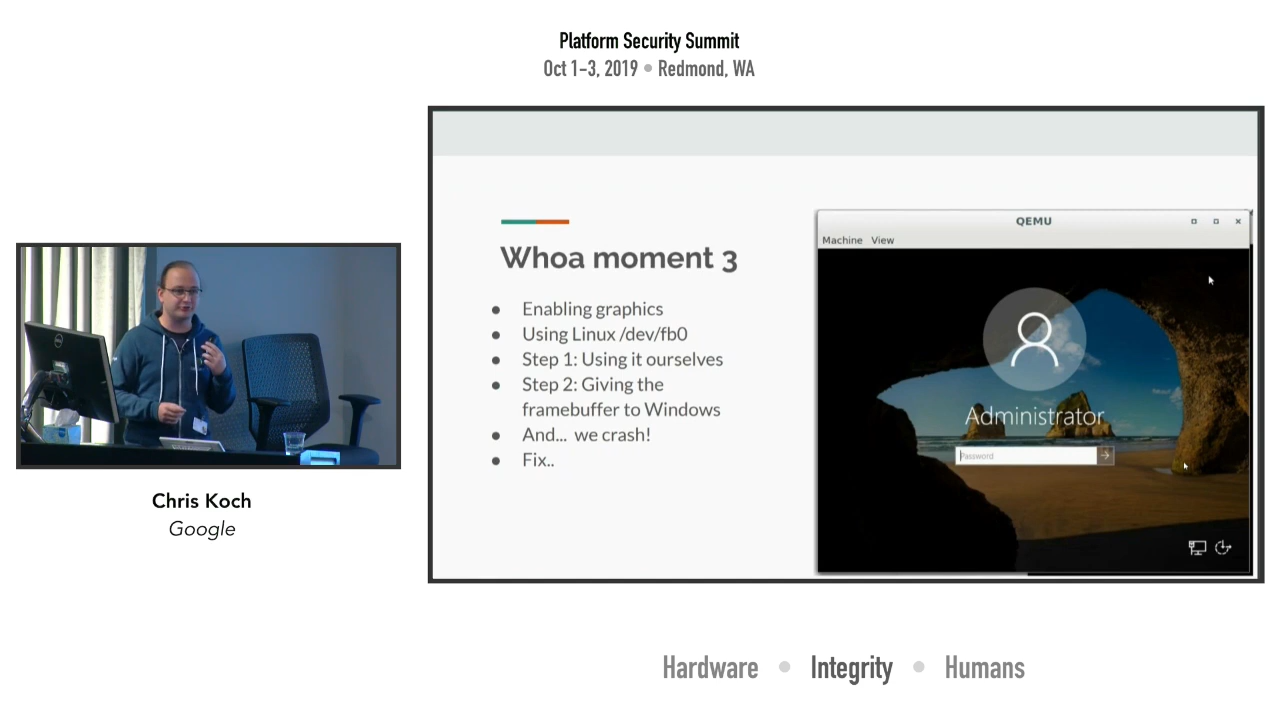 Platform Security Summit
Oct 1-3, 2019 • Redmond, WA
Whoa moment 3
• Enabling graphics
• Using Linux /dev/fb0
• Step 1: Using it ourselves
• Step 2: Giving the
framebuffer to Windows
• And... we crash!
• Fix..
QEMU
Machine View
Administrator
Password
Chris Koch
Google
Hardware • Integrity • Humans